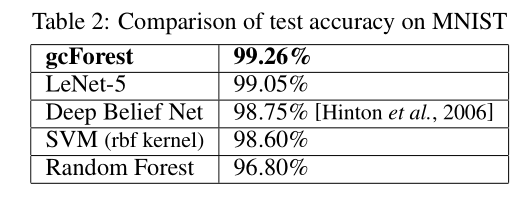 Table 2: Comparison of test accuracy on MNIST
gcForest 99.26%
LeNet-5 99.05%
Deep Belief Net 98.75% [Hinton et al., 2006]
SVM (rbf kernel) 98.60%
Random Forest 96.80%